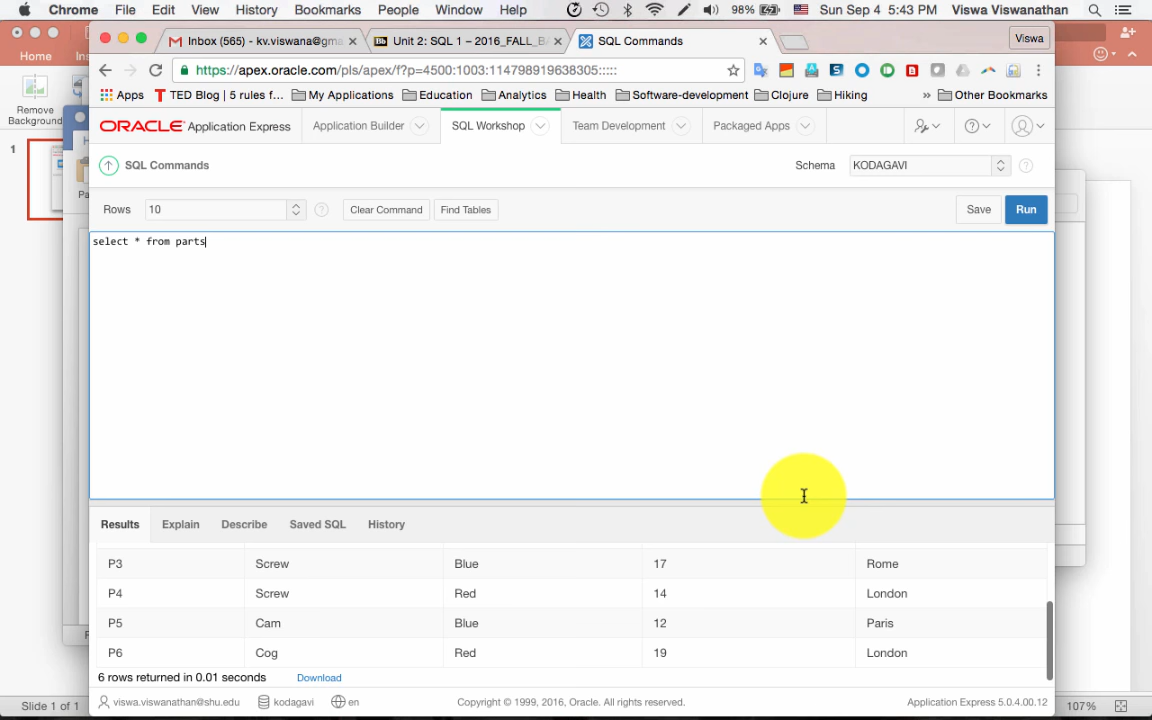 Chrome File Edit View History Bookmarks People Window Help 98% Sun Sep 4 5:43 PM Viswa Viswanathan
Inbox (565) - kv.viswana@gma
Unit 2: SQL 1 – 2016_FALL_BA
SQL Commands
Viswa
https://apex.oracle.com/pls/apex/f?p=4500:1003:114798919638305:::::
Apps TED Blog | 5 rules f... My Applications Education Analytics Health Software-development Clojure Hiking » Other Bookmarks
Home
Remove
Background
1
ORACLE Application Express Application Builder SQL Workshop Team Development Packaged Apps
SQL Commands Schema KODAGAVI
Rows 10 Clear Command Find Tables Save Run
select * from parts
Results Explain Describe Saved SQL History
P3 Screw Blue 17 Rome
P4 Screw Red 14 London
P5 Cam Blue 12 Paris
P6 Cog Red 19 London
6 rows returned in 0.01 seconds Download
viswa.viswanathan@shu.edu kodagavi en Copyright © 1999, 2016, Oracle. All rights reserved. Application Express 5.0.4.00.12
Slide 1 of 1 107%